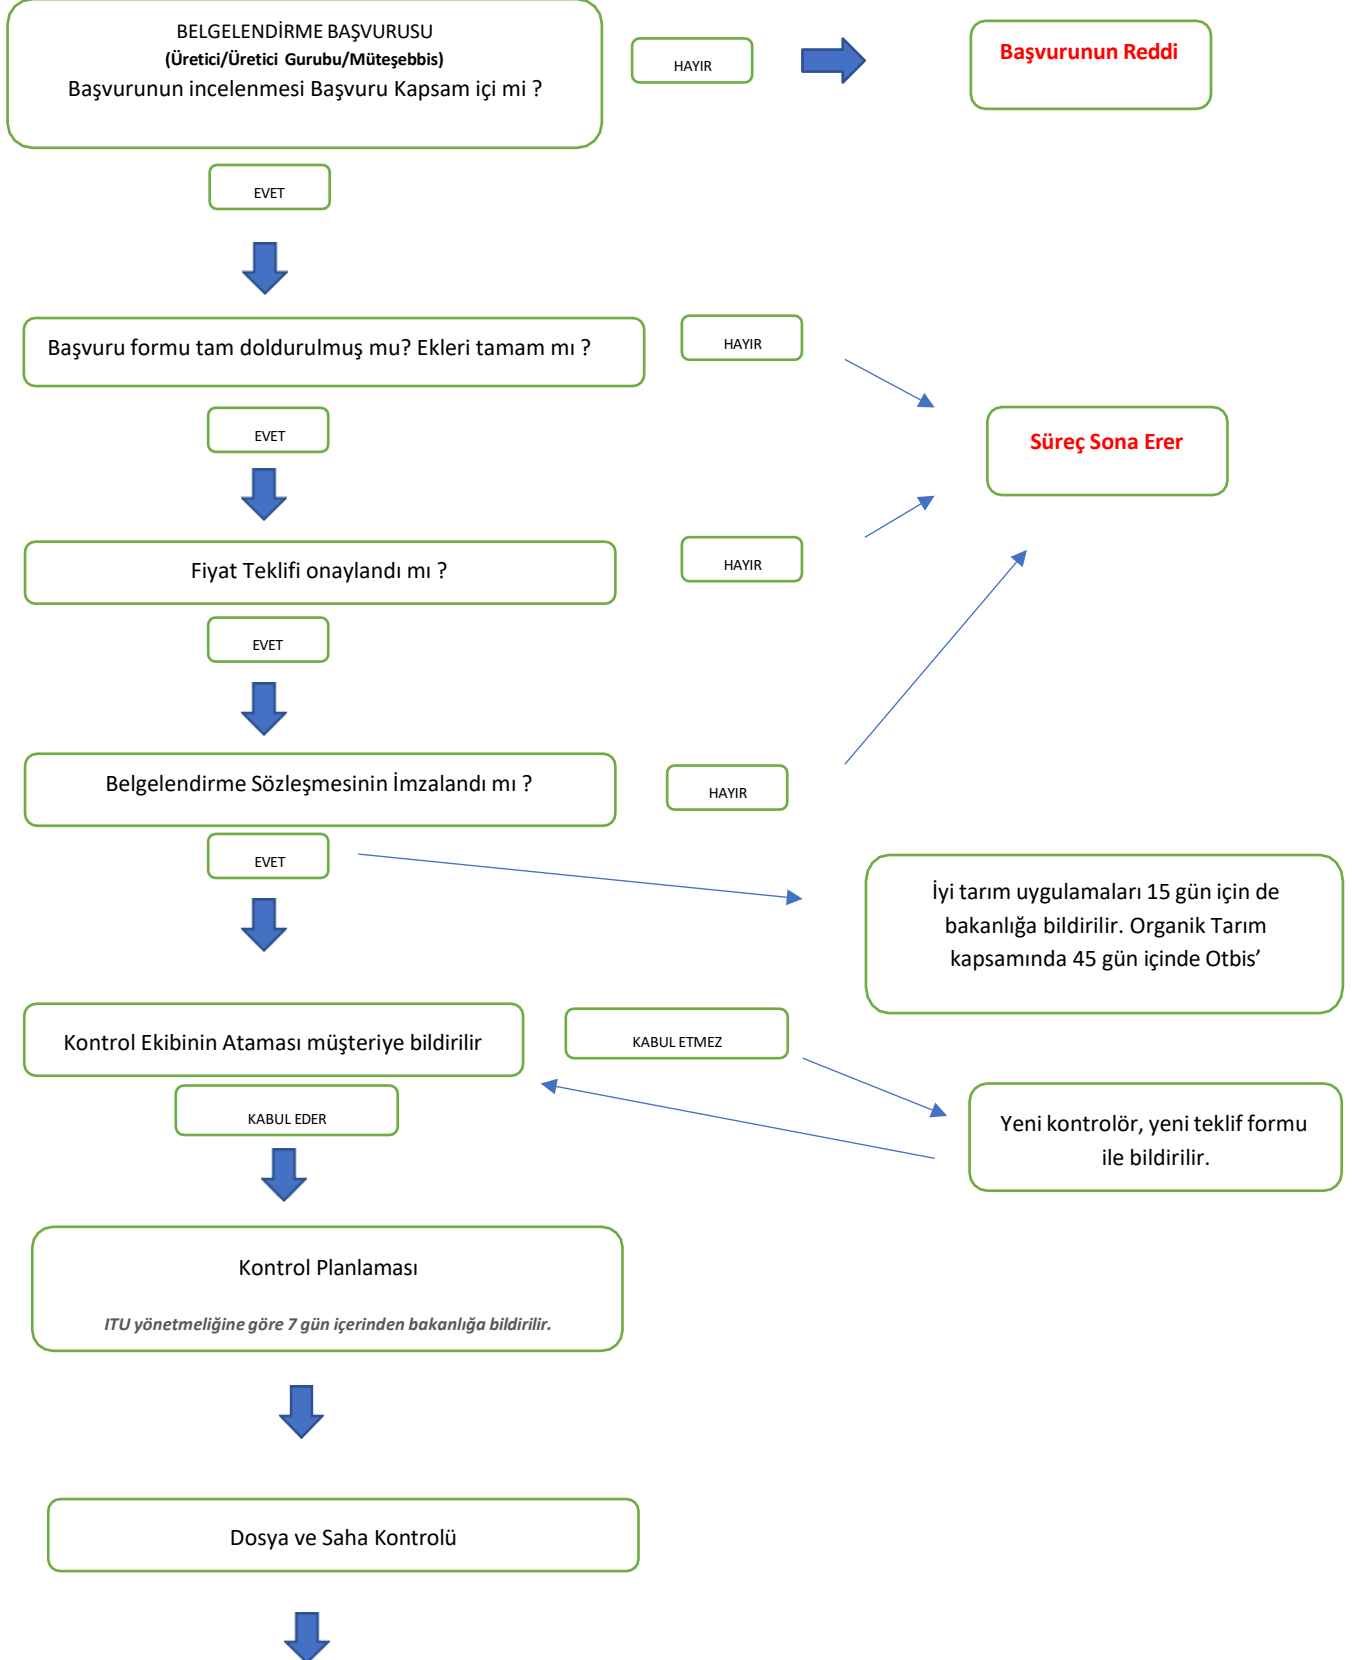 BELGELENDİRME BAŞVURUSU
(Üretici/Üretici Gurubu/Müteşebbis)
Başvurunun incelenmesi Başvuru Kapsam içi mi ?
HAYIR
Başvurunun Reddi
EVET
Başvuru formu tam doldurulmuş mu? Ekleri tamam mı ?
HAYIR
EVET
Süreç Sona Erer
Fiyat Teklifi onaylandı mı ?
HAYIR
EVET
Belgelendirme Sözleşmesinin İmzalandı mı ?
HAYIR
EVET
İyi tarım uygulamaları 15 gün için de
bakanlığa bildirilir. Organik Tarım
kapsamında 45 gün içinde Otbis’
Kontrol Ekibinin Ataması müşteriye bildirilir
KABUL ETMEZ
KABUL EDER
Yeni kontrolör, yeni teklif formu
ile bildirilir.
Kontrol Planlaması
ITU yönetmeliğine göre 7 gün içerinden bakanlığa bildirilir.
Dosya ve Saha Kontrolü